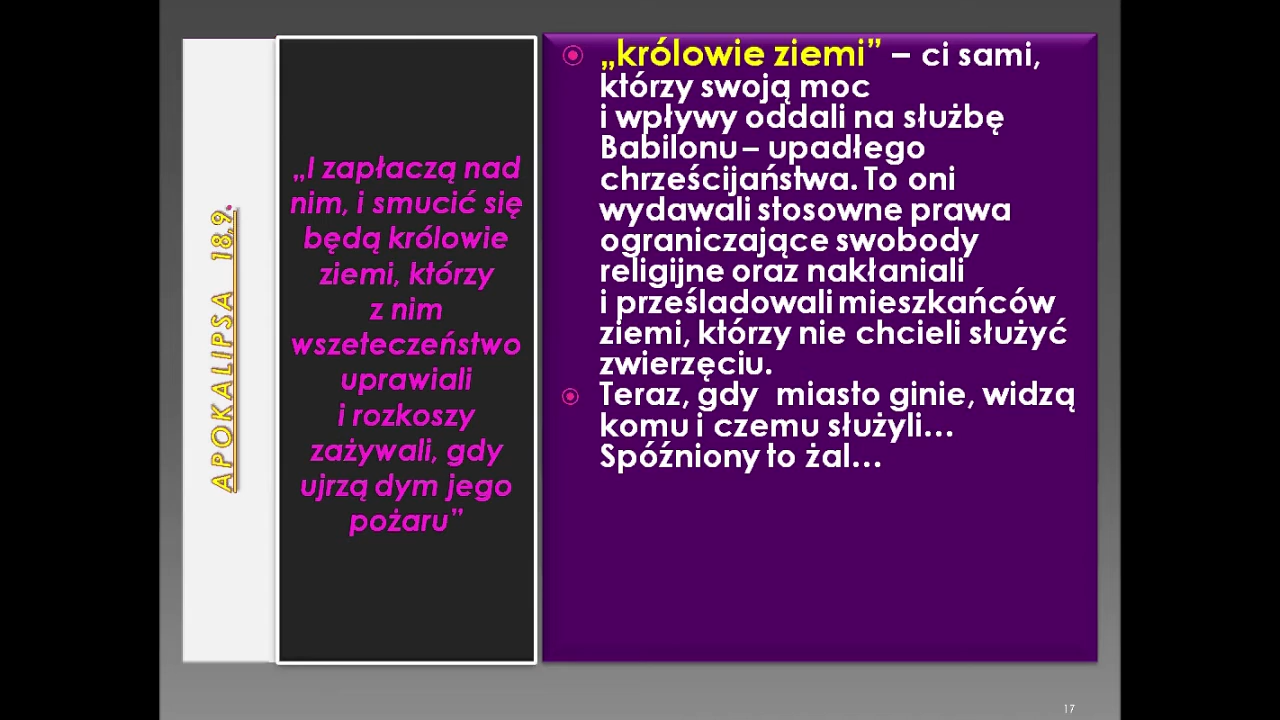 APOKALIPSA 18,9.
„I zapłaczą nad
nim, i smucić się
będą królowie
ziemi, którzy
z nim
wszeteczeństwo
uprawiali
i rozkoszy
zażywali, gdy
ujrzą dym jego
pożaru”
„królowie ziemi” – ci sami,
którzy swoją moc
i wpływy oddali na służbę
Babilonu – upadłego
chrześcijaństwa. To oni
wydawali stosowne prawa
ograniczające swobody
religijne oraz nakłaniali
i prześladowali mieszkańców
ziemi, którzy nie chcieli służyć
zwierzęciu.
Teraz, gdy miasto ginie, widzą
komu i czemu służyli...
Spóźniony to żal...
17